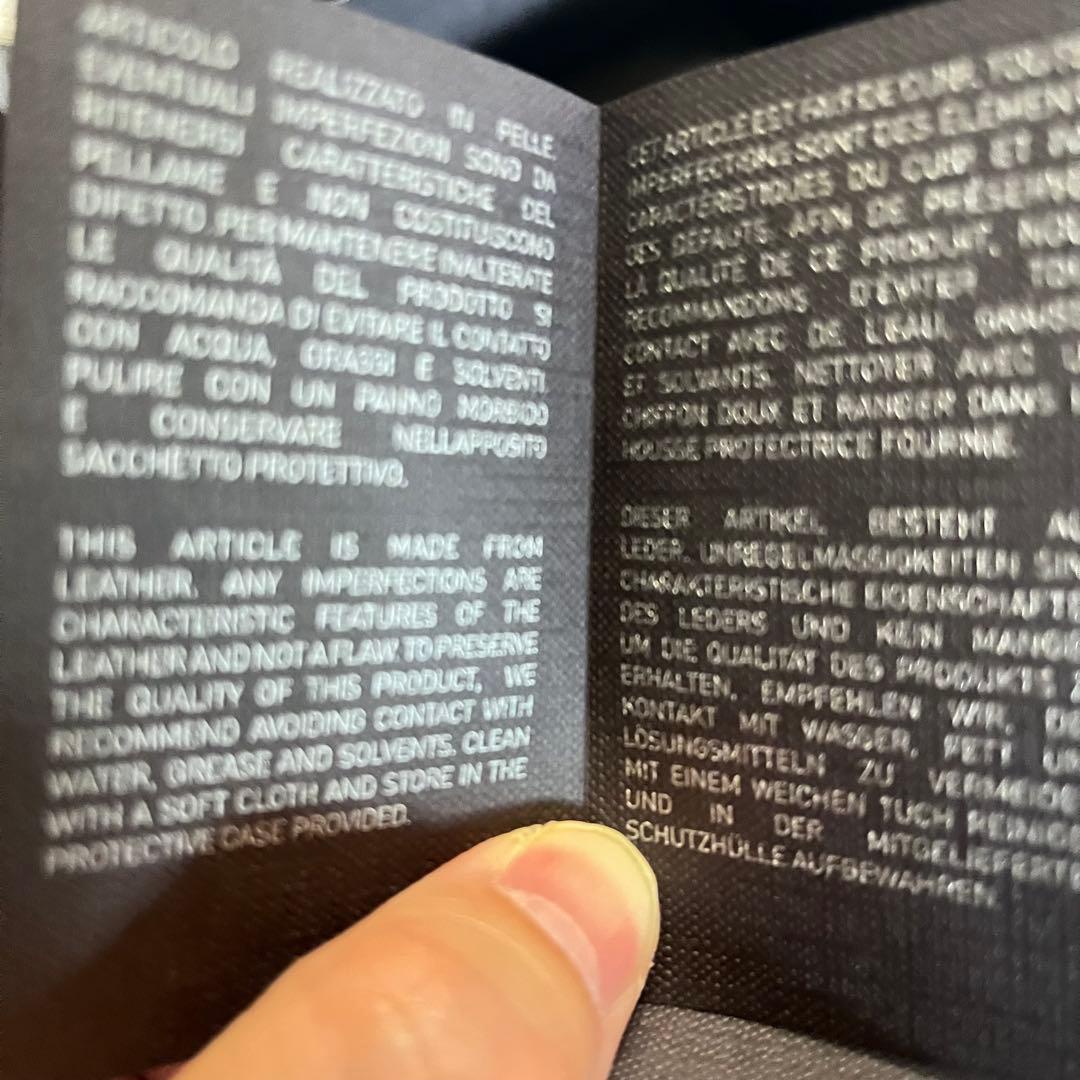 ARTICOLO REALIZZATO IN PELLE.
EVENTUALI IMPERFEZIONI SONO DA
RITENERSI CARATTERISTICHE DEL
PELLAME E NON COSTITUISCONO
DIFETTO. PER MANTENERE INALTERATE
LE QUALITÀ DEL PRODOTTO SI
RACCOMANDA DI EVITARE IL CONTATTO
CON ACQUA, GRASSI E SOLVENTI.
PULIRE CON UN PANNO MORBIDO
E CONSERVARE NELL'APPOSITO
SACCHETTO PROTETTIVO.
THIS ARTICLE IS MADE FROM
LEATHER. ANY IMPERFECTIONS ARE
CHARACTERISTIC FEATURES OF THE
LEATHER AND NOT A FLAW. TO PRESERVE
THE QUALITY OF THIS PRODUCT, WE
RECOMMEND AVOIDING CONTACT WITH
WATER, GREASE AND SOLVENTS. CLEAN
WITH A SOFT CLOTH AND STORE IN THE
PROTECTIVE CASE PROVIDED.
CET ARTICLE EST FAIT DE CUIR.
IMPERFECTIONS SONT DES
CARACTÉRISTIQUES DU CUIR ET
DES DÉFAUTS. AFIN DE
LA QUALITÉ DE CE PRODUIT,
RECOMMANDONS D'ÉVITER
CONTACT AVEC DE L'EAU,
ET SOLVANTS. NETTOYER AVEC
CHIFFON DOUX ET RANGER DANS
HOUSSE PROTECTRICE FOURNIE.
DIESER ARTIKEL BESTEHT
LEDER. UNREGELMÄSSIGKEITEN
CHARAKTERISTISCHE
DES LEDERS UND KEIN
UM DIE QUALITÄT DES PRODUKTS
ERHALTEN, EMPFEHLEN WIR,
KONTAKT MIT WASSER, FETT
LÖSUNGSMITTELN ZU
MIT EINEM WEICHEN TUCH
UND IN DER
SCHUTZHÜLLE AUFBEWAHREN.